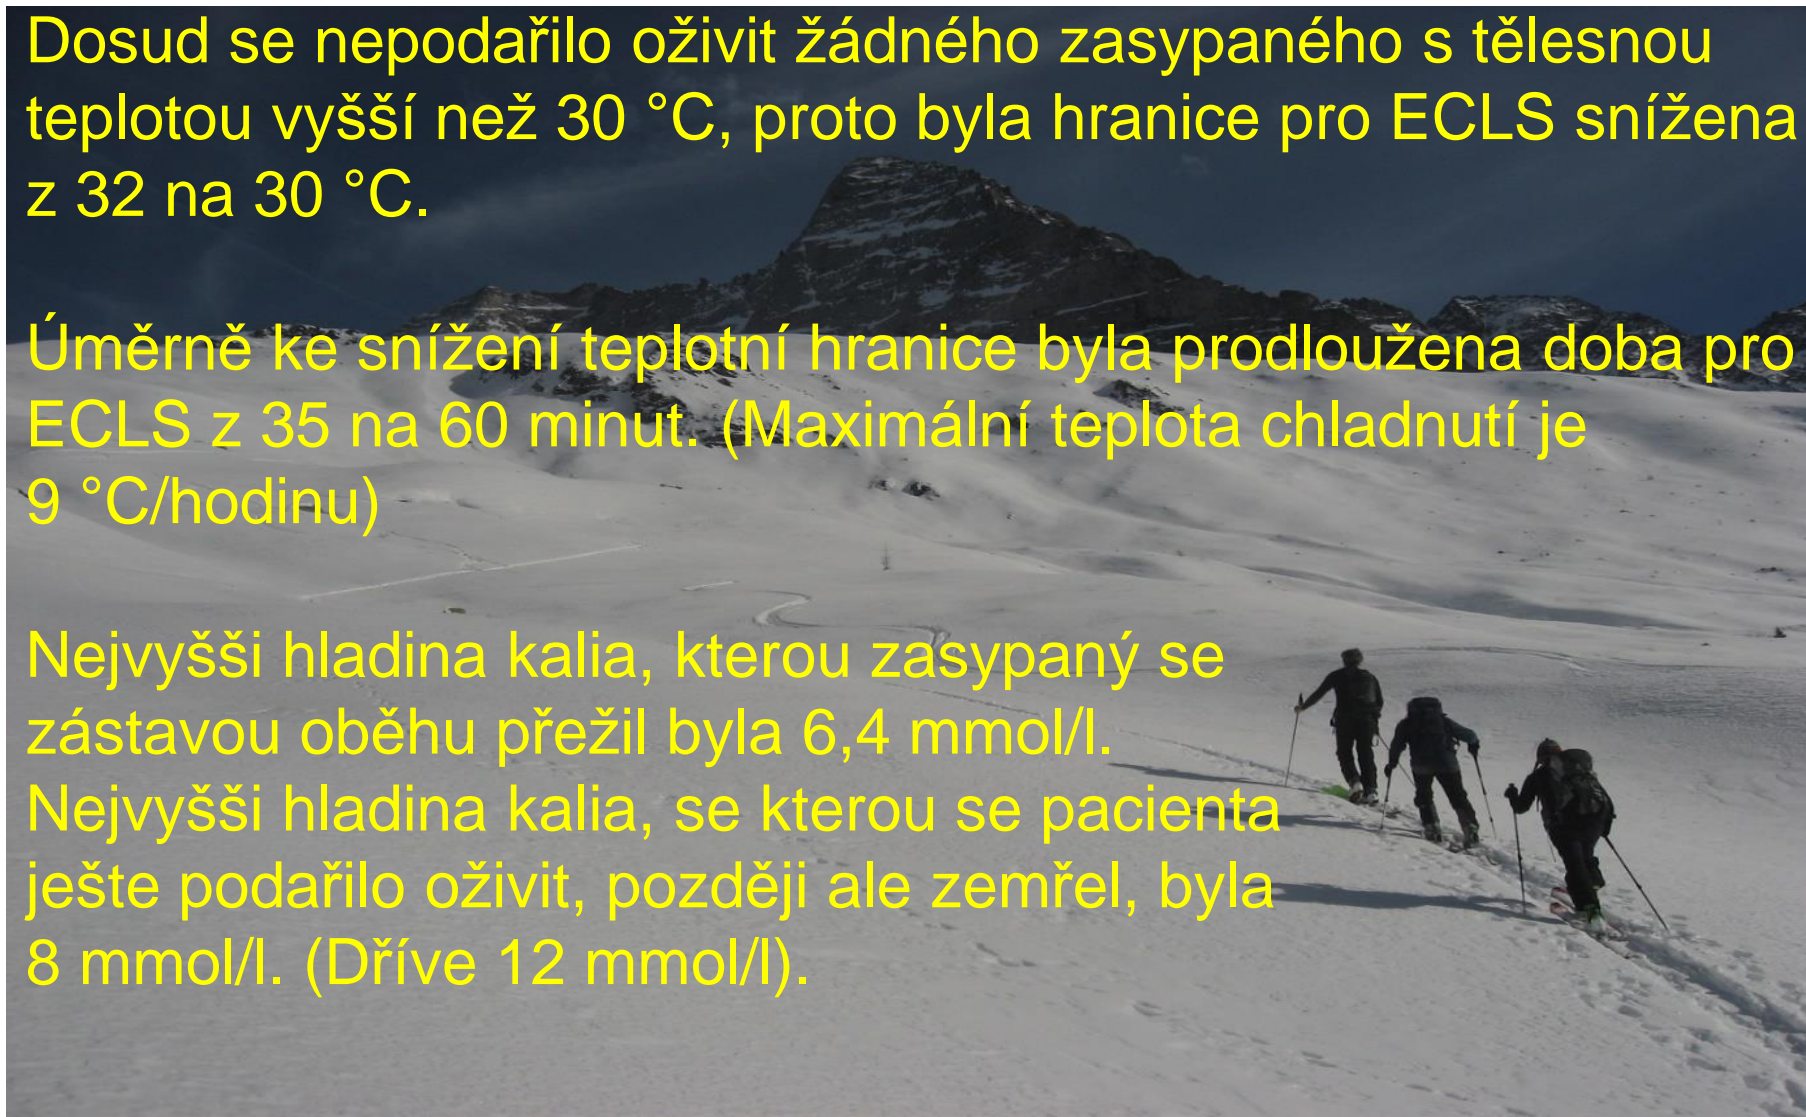 Dosud se nepodařilo oživit žádného zasypaného s tělesnou
teplotou vyšší než 30 °C, proto byla hranice pro ECLS snížena
z 32 na 30 °C.
Úměrně ke snížení teplotní hranice byla prodloužena doba pro
ECLS z 35 na 60 minut. (Maximální teplota chladnutí je
9 °C/hodinu)
Nejvyšši hladina kalia, kterou zasypaný se
zástavou oběhu přežil byla 6,4 mmol/l.
Nejvyšši hladina kalia, se kterou se pacienta
ješte podařilo oživit, později ale zemřel, byla
8 mmol/l. (Dříve 12 mmol/l).